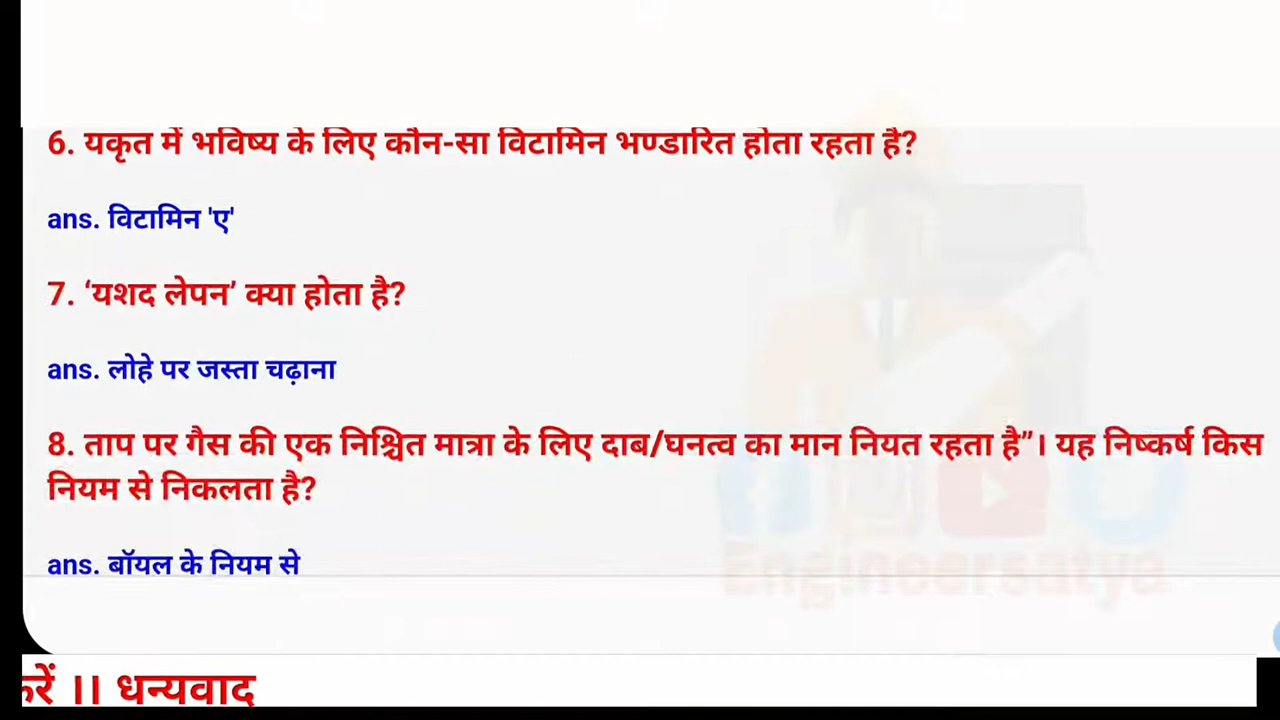 6. यकृत में भविष्य के लिए कौन-सा विटामिन भण्डारित होता रहता है?
ans. विटामिन 'ए'
7. ‘यशद लेपन’ क्या होता है?
ans. लोहे पर जस्ता चढ़ाना
8. ताप पर गैस की एक निश्चित मात्रा के लिए दाब/घनत्व का मान नियत रहता है”। यह निष्कर्ष किस
नियम से निकलता है?
ans. बॉयल के नियम से
Engineersatya
।। धन्यवाद